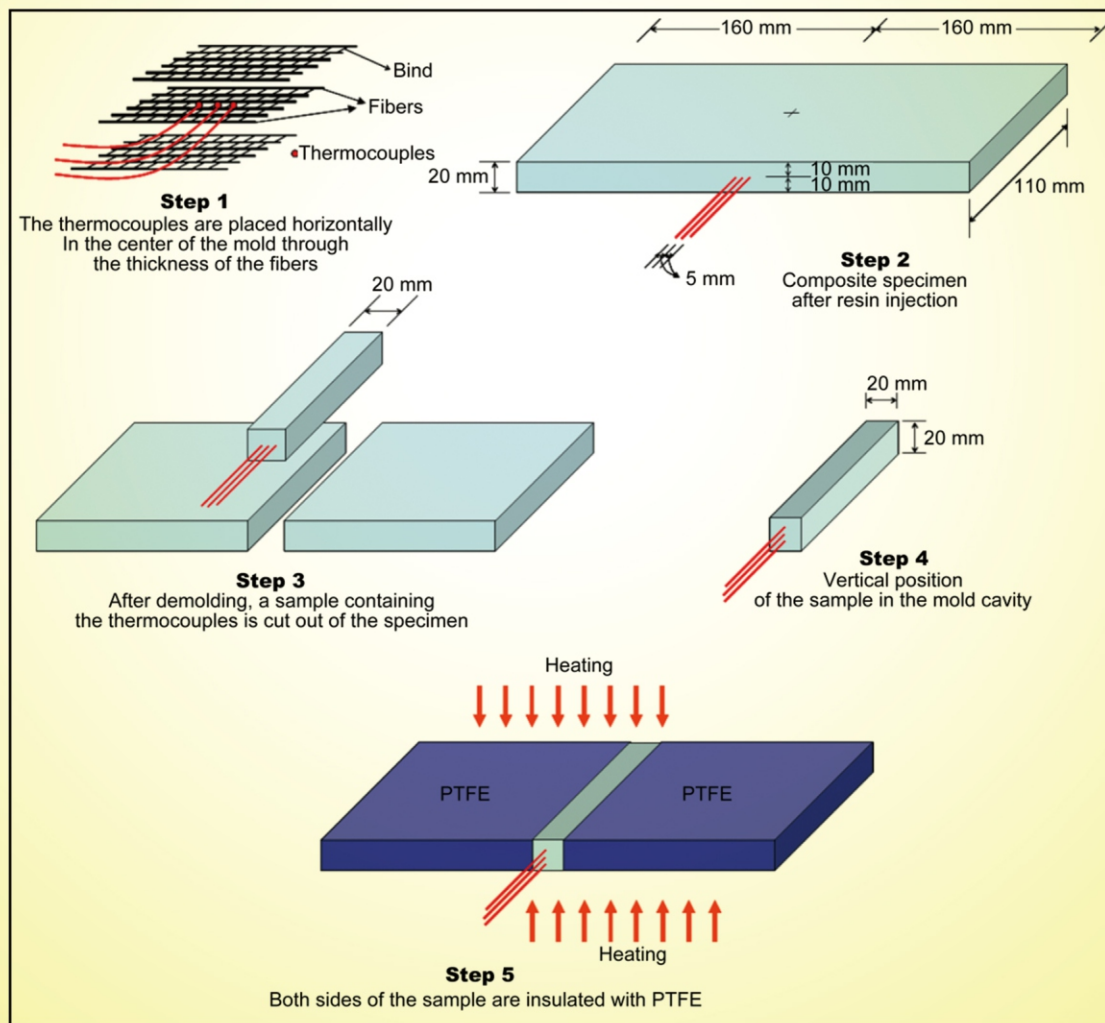 Bind
Fibers
Thermocouples
Step 1
The thermocouples are placed horizontally
In the center of the mold through
the thickness of the fibers
160 mm
160 mm
20 mm
10 mm
10 mm
110 mm
5 mm
Step 2
Composite specimen
after resin injection
20 mm
Step 3
After demolding, a sample containing
the thermocouples is cut out of the specimen
20 mm
20 mm
Step 4
Vertical position
of the sample in the mold cavity
Heating
PTFE
PTFE
Heating
Step 5
Both sides of the sample are insulated with PTFE